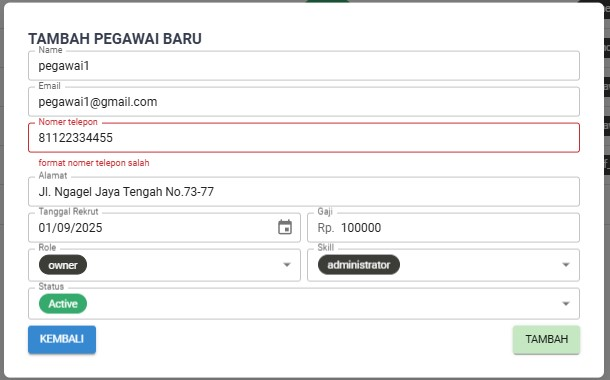 TAMBAH PEGAWAI BARU
Name
pegawai1
Email
pegawai1@gmail.com
Nomer telepon
81122334455
format nomer telepon salah
Alamat
Jl. Ngagel Jaya Tengah No.73-77
Tanggal Rekrut
01/09/2025
Gaji
Rp. 100000
Role
owner
Skill
administrator
Status
Active
KEMBALI
TAMBAH